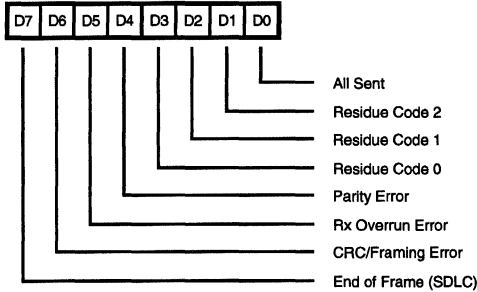 D7 D6 D5 D4 D3 D2 D1 D0
All Sent
Residue Code 2
Residue Code 1
Residue Code 0
Parity Error
Rx Overrun Error
CRC/Framing Error
End of Frame (SDLC)